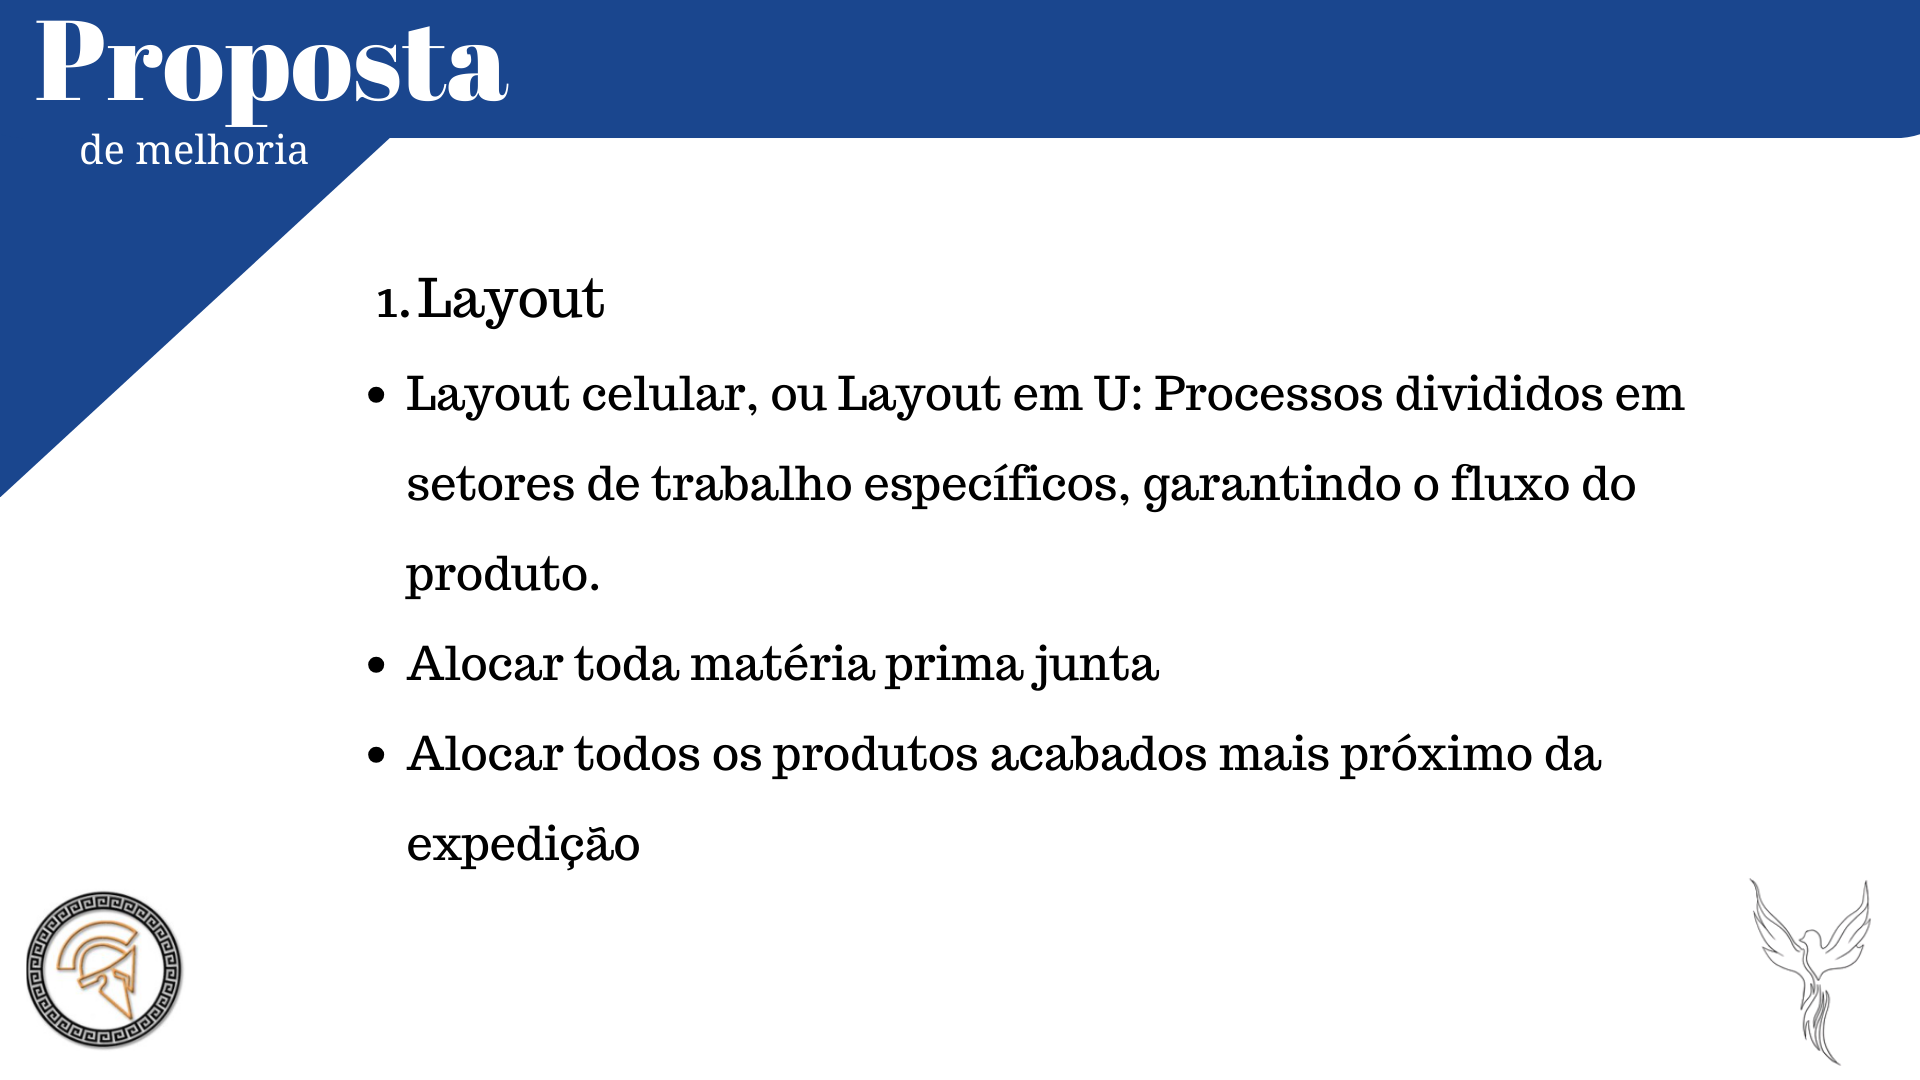 Proposta
de melhoria
1. Layout
• Layout celular, ou Layout em U: Processos divididos em
setores de trabalho específicos, garantindo o fluxo do
produto.
• Alocar toda matéria prima junta
• Alocar todos os produtos acabados mais próximo da
expedição